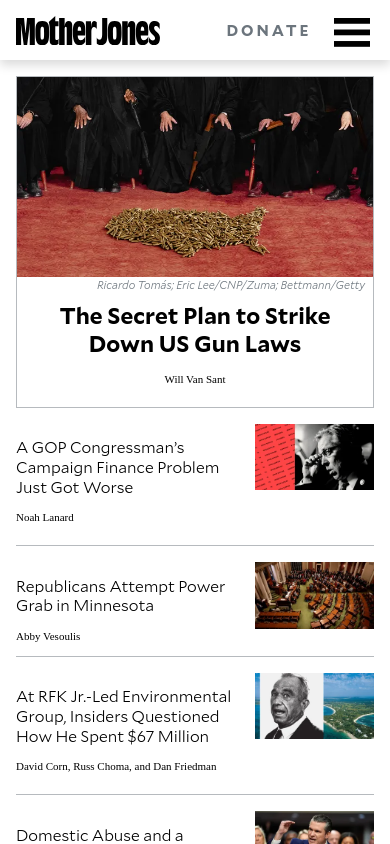 Mother Jones
DONATE
Ricardo Tomás; Eric Lee/CNP/Zuma; Bettmann/Getty
The Secret Plan to Strike
Down US Gun Laws
Will Van Sant
A GOP Congressman’s
Campaign Finance Problem
Just Got Worse
Noah Lanard
Republicans Attempt Power
Grab in Minnesota
Abby Vesoulis
At RFK Jr.-Led Environmental
Group, Insiders Questioned
How He Spent $67 Million
David Corn, Russ Choma, and Dan Friedman
Domestic Abuse and a